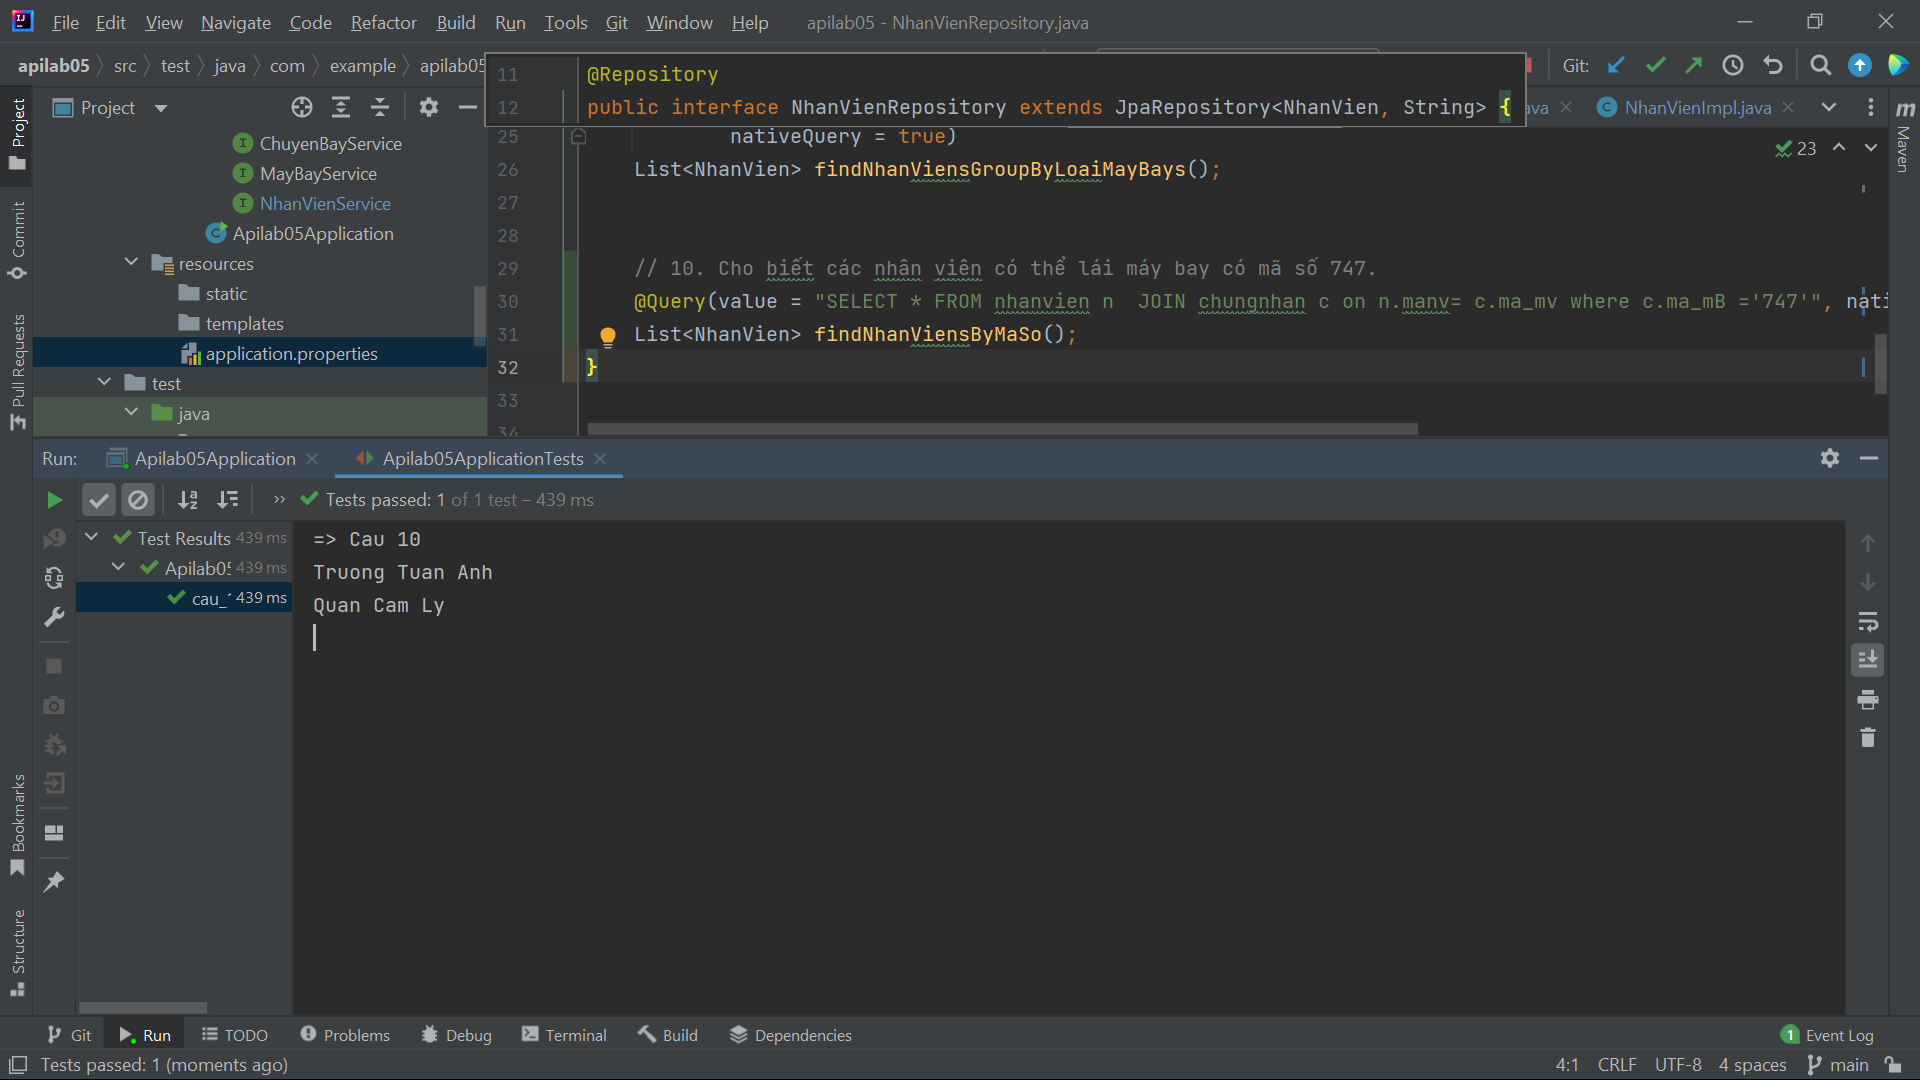 File Edit View Navigate Code Refactor Build Run Tools Git Window Help apilab05 - NhanVienRepository.java
apilab05 src test java com example apilab05 Git:
11 @Repository
12 public interface NhanVienRepository extends JpaRepository<NhanVien, String> {
ava NhanVienImpl.java
Project
ChuyenBayService
MayBayService
NhanVienService
Apilab05Application
resources
static
templates
application.properties
test
java
25 nativeQuery = true)
26 List<NhanVien> findNhanViensGroupByLoaiMayBays();
27
28
29 // 10. Cho biết các nhân viên có thể lái máy bay có mã số 747.
30 @Query(value = "SELECT * FROM nhanvien n  JOIN chungnhan c on n.manv= c.ma_mv where c.ma_mB ='747'", nati
31 List<NhanVien> findNhanViensByMaSo();
32 }
33
34
23
Project
Commit
Pull Requests
Bookmarks
Structure
m Maven
Run: Apilab05Application Apilab05ApplicationTests
Tests passed: 1 of 1 test – 439 ms
Test Results 439 ms
Apilab05 439 ms
cau_1 439 ms
=> Cau 10
Truong Tuan Anh
Quan Cam Ly
Git Run TODO Problems Debug Terminal Build Dependencies 1 Event Log
Tests passed: 1 (moments ago) 4:1 CRLF UTF-8 4 spaces main